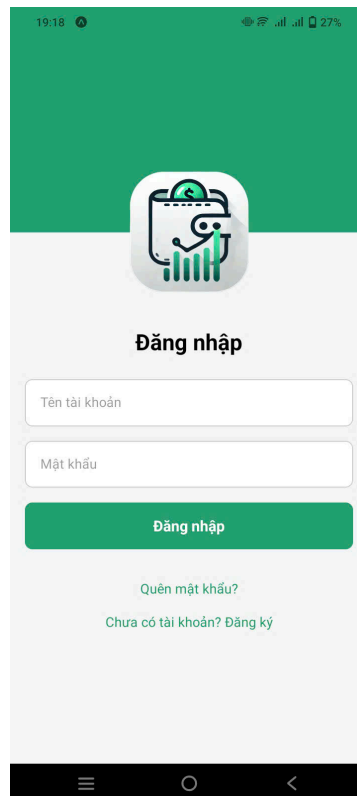 19:18 27%
$
Đăng nhập
Tên tài khoản
Mật khẩu
Đăng nhập
Quên mật khẩu?
Chưa có tài khoản? Đăng ký